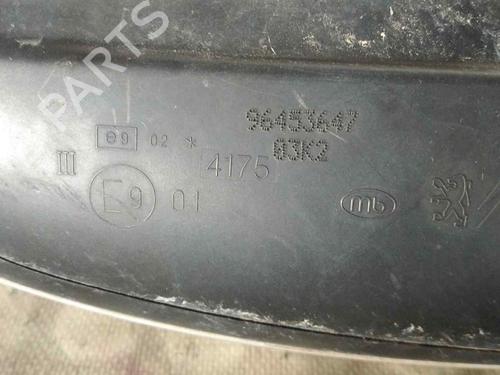 B PARTS
96453647
03K2
e9 02 *
4175
III
E9 01
mb